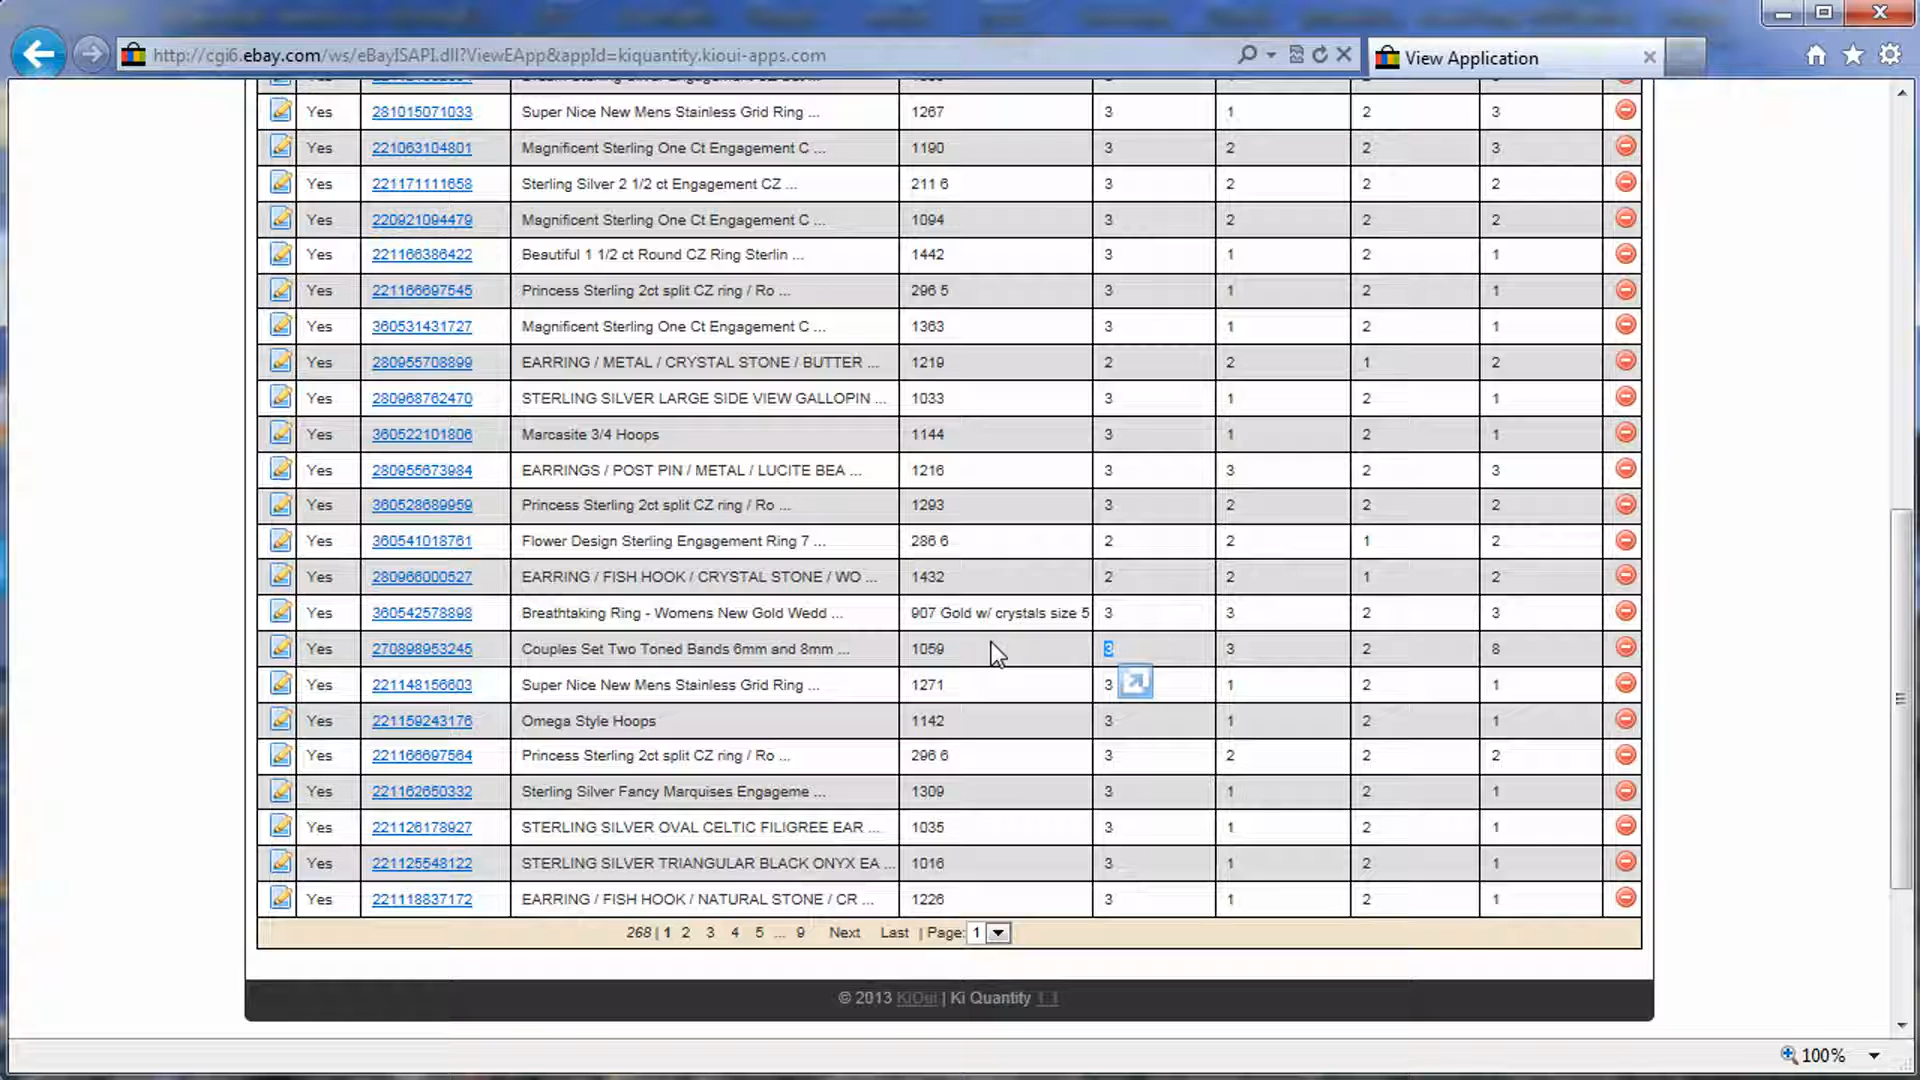 http://cgi6.ebay.com/ws/eBayISAPI.dll?ViewEApp&appId=kiquantity.kioui-apps.com
View Application
Yes 281015071033 Super Nice New Mens Stainless Grid Ring ... 1267 3 1 2 3
Yes 221063104801 Magnificent Sterling One Ct Engagement C ... 1190 3 2 2 3
Yes 221171111658 Sterling Silver 2 1/2 ct Engagement CZ ... 211 6 3 2 2 2
Yes 220921094479 Magnificent Sterling One Ct Engagement C ... 1094 3 2 2 2
Yes 221166386422 Beautiful 1 1/2 ct Round CZ Ring Sterlin ... 1442 3 1 2 1
Yes 221166697545 Princess Sterling 2ct split CZ ring / Ro ... 296 5 3 1 2 1
Yes 360531431727 Magnificent Sterling One Ct Engagement C ... 1363 3 1 2 1
Yes 280955708899 EARRING / METAL / CRYSTAL STONE / BUTTER ... 1219 2 2 1 2
Yes 280968762470 STERLING SILVER LARGE SIDE VIEW GALLOPIN ... 1033 3 1 2 1
Yes 360522101806 Marcasite 3/4 Hoops 1144 3 1 2 1
Yes 280955673984 EARRINGS / POST PIN / METAL / LUCITE BEA ... 1216 3 3 2 3
Yes 360528689959 Princess Sterling 2ct split CZ ring / Ro ... 1293 3 2 2 2
Yes 360541018761 Flower Design Sterling Engagement Ring 7 ... 286 6 2 2 1 2
Yes 280966000527 EARRING / FISH HOOK / CRYSTAL STONE / WO ... 1432 2 2 1 2
Yes 360542578898 Breathtaking Ring - Womens New Gold Wedd ... 907 Gold w/ crystals size 5 3 3 2 3
Yes 270898953245 Couples Set Two Toned Bands 6mm and 8mm ... 1059 3 3 2 8
Yes 221148156603 Super Nice New Mens Stainless Grid Ring ... 1271 3 1 2 1
Yes 221159243176 Omega Style Hoops 1142 3 1 2 1
Yes 221166697564 Princess Sterling 2ct split CZ ring / Ro ... 296 6 3 2 2 2
Yes 221162650332 Sterling Silver Fancy Marquises Engageme ... 1309 3 1 2 1
Yes 221126178927 STERLING SILVER OVAL CELTIC FILIGREE EAR ... 1035 3 1 2 1
Yes 221125548122 STERLING SILVER TRIANGULAR BLACK ONYX EA ... 1016 3 1 2 1
Yes 221118837172 EARRING / FISH HOOK / NATURAL STONE / CR ... 1226 3 1 2 1
268 | 1 2 3 4 5 ... 9 Next Last | Page: 1
© 2013 KiOui | Ki Quantity
100%